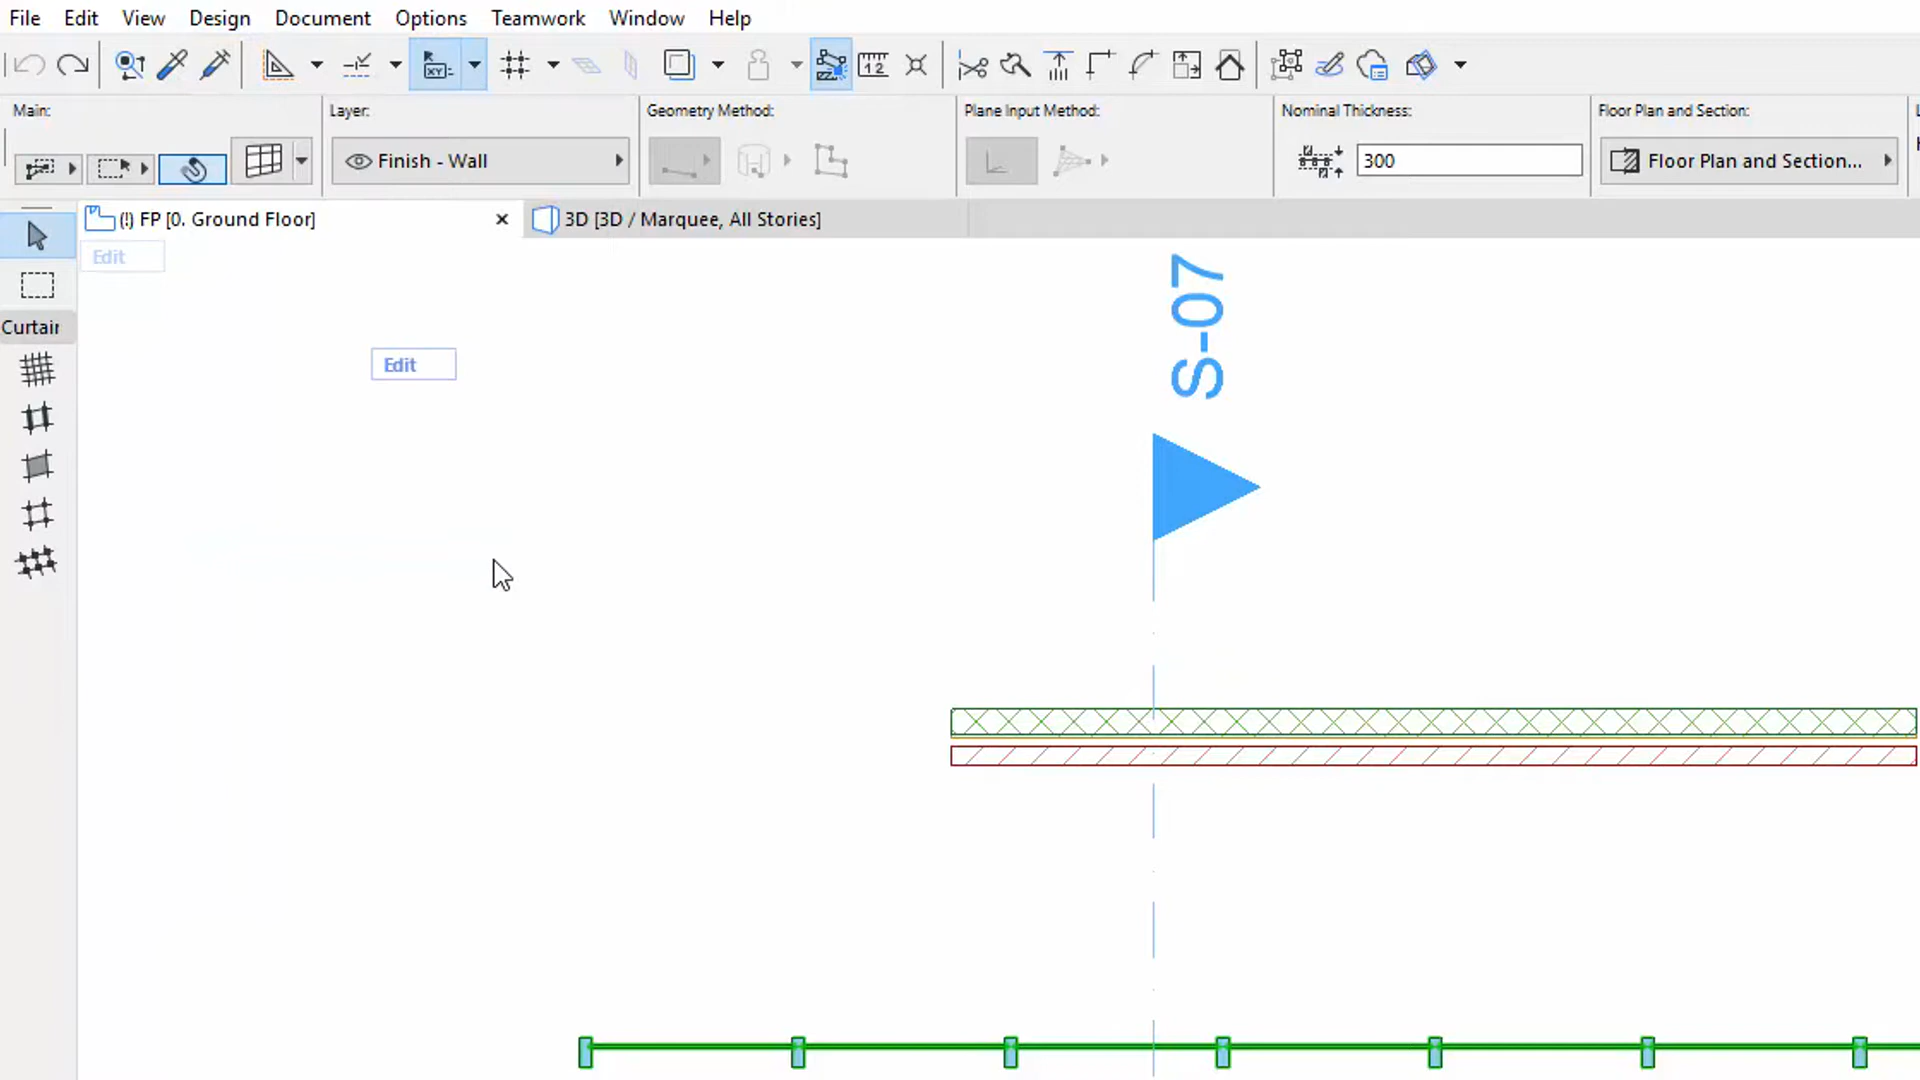 File Edit View Design Document Options Teamwork Window Help
Main: Layer: Geometry Method: Plane Input Method: Nominal Thickness: Floor Plan and Section:
Finish - Wall 300 Floor Plan and Section...
(!) FP [0. Ground Floor] 3D [3D / Marquee, All Stories]
Edit
Curtair
Edit
S-07